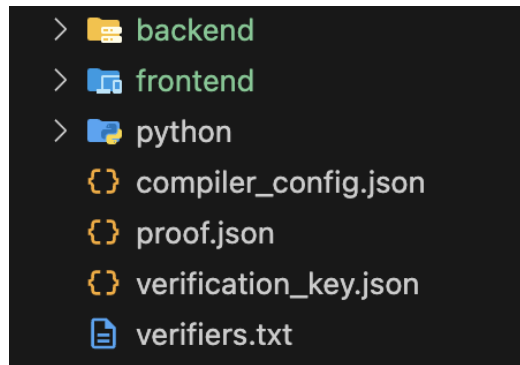 backend
frontend
python
compiler_config.json
proof.json
verification_key.json
verifiers.txt